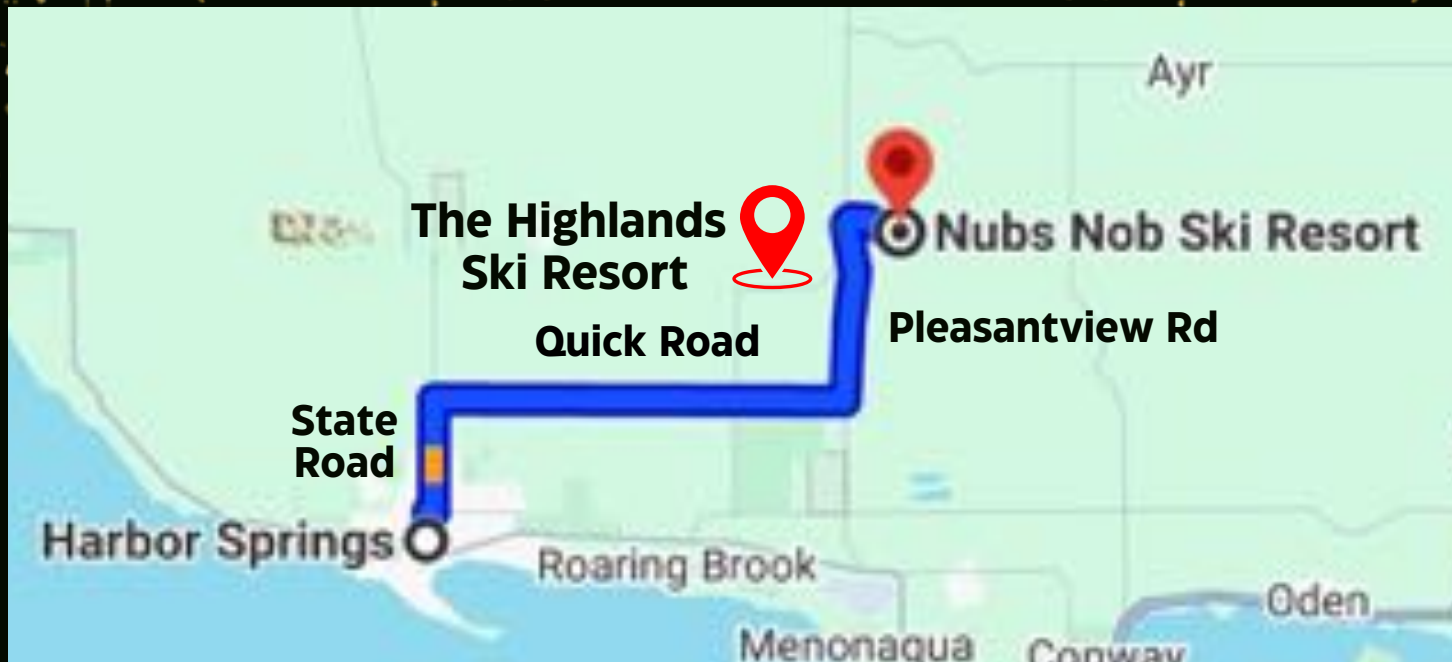 Ayr
The Highlands
Ski Resort
Nubs Nob Ski Resort
Quick Road
Pleasantview Rd
State
Road
Harbor Springs
Roaring Brook
Oden
Menonaqua
Conway